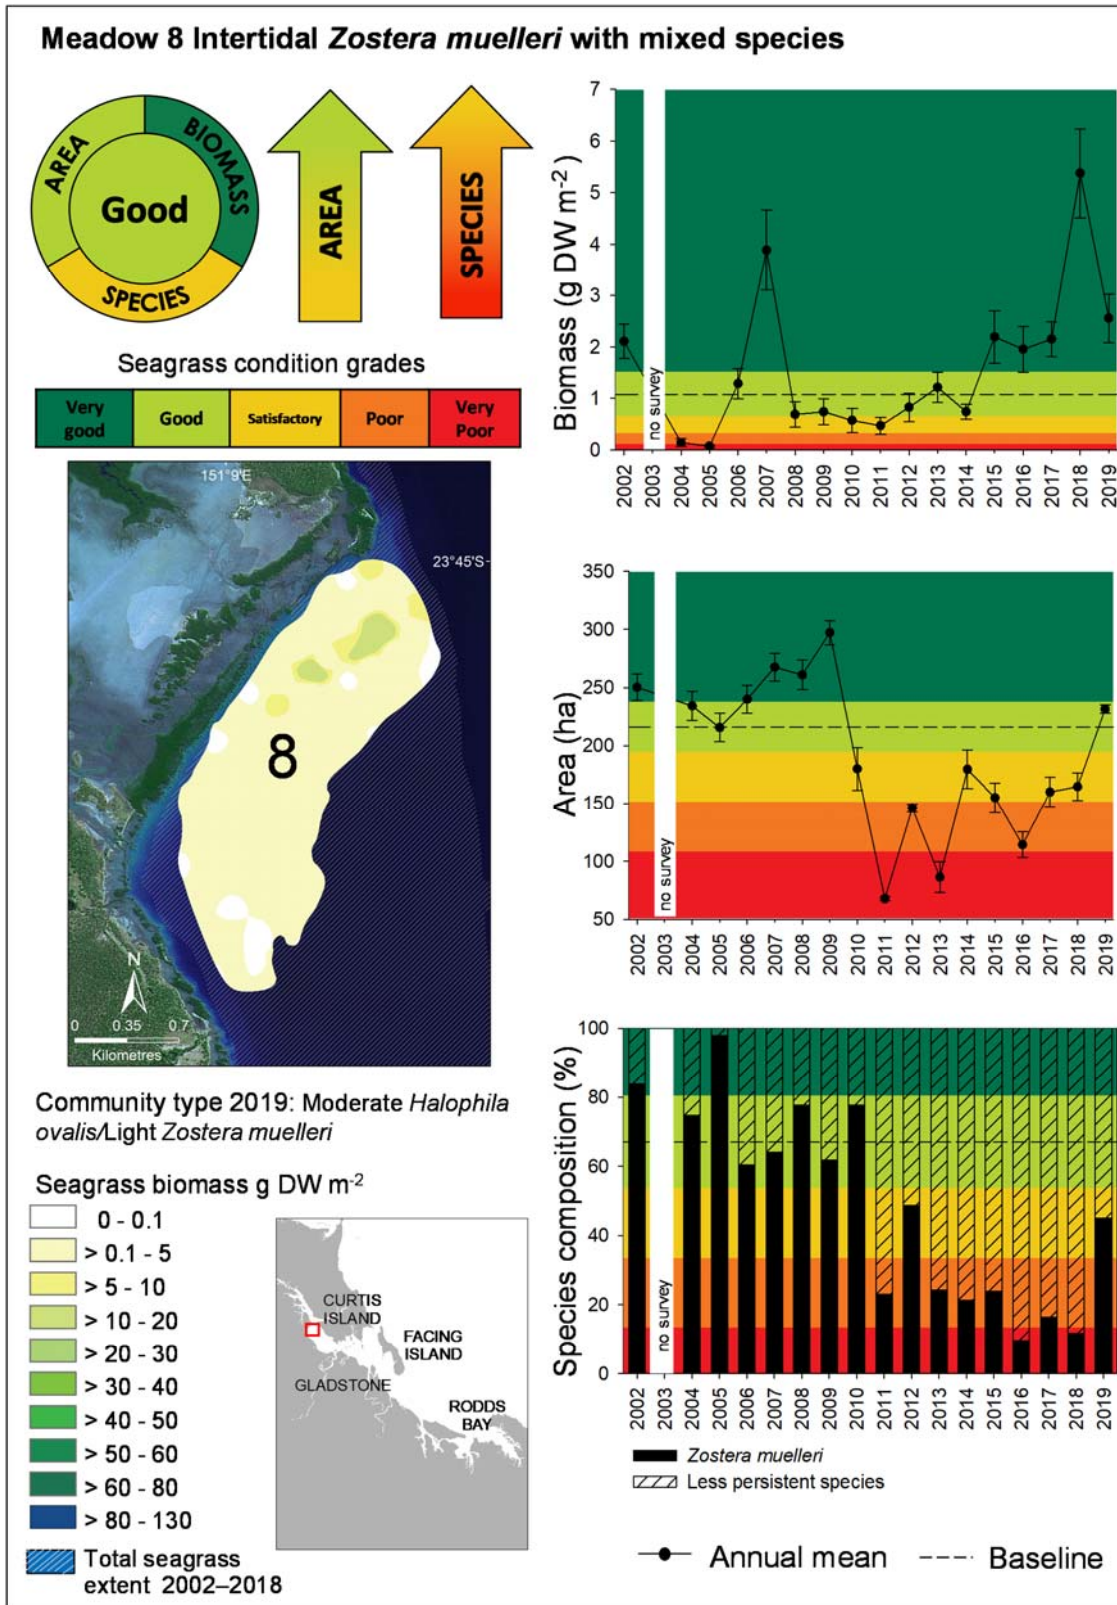 Meadow 8 Intertidal Zostera muelleri with mixed species
AREA
BIOMASS
Good
SPECIES
AREA
SPECIES
Seagrass condition grades
Very good
Good
Satisfactory
Poor
Very Poor
151°9'E
23°45'S
8
N
0 0.35 0.7
Kilometres
Community type 2019: Moderate Halophila
ovalis/Light Zostera muelleri
Seagrass biomass g DW m-2
0 - 0.1
> 0.1 - 5
> 5 - 10
> 10 - 20
> 20 - 30
> 30 - 40
> 40 - 50
> 50 - 60
> 60 - 80
> 80 - 130
Total seagrass
extent 2002–2018
CURTIS
ISLAND
FACING
ISLAND
GLADSTONE
RODDS
BAY
Biomass (g DW m-2)
7
6
5
4
3
2
1
0
no survey
2002 2003 2004 2005 2006 2007 2008 2009 2010 2011 2012 2013 2014 2015 2016 2017 2018 2019
Area (ha)
350
300
250
200
150
100
50
no survey
2002 2003 2004 2005 2006 2007 2008 2009 2010 2011 2012 2013 2014 2015 2016 2017 2018 2019
Species composition (%)
100
80
60
40
20
0
no survey
2002 2003 2004 2005 2006 2007 2008 2009 2010 2011 2012 2013 2014 2015 2016 2017 2018 2019
Zostera muelleri
Less persistent species
Annual mean
Baseline